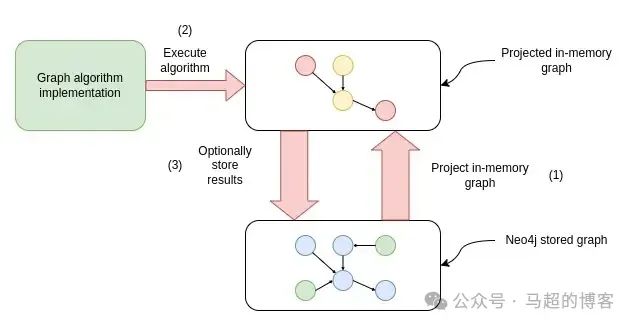 (2)
Execute
algorithm
Graph algorithm
implementation
Projected in-memory
graph
(3)
Optionally
store
results
Project in-memory
graph
(1)
Neo4j stored graph
公众号 · 马超的博客